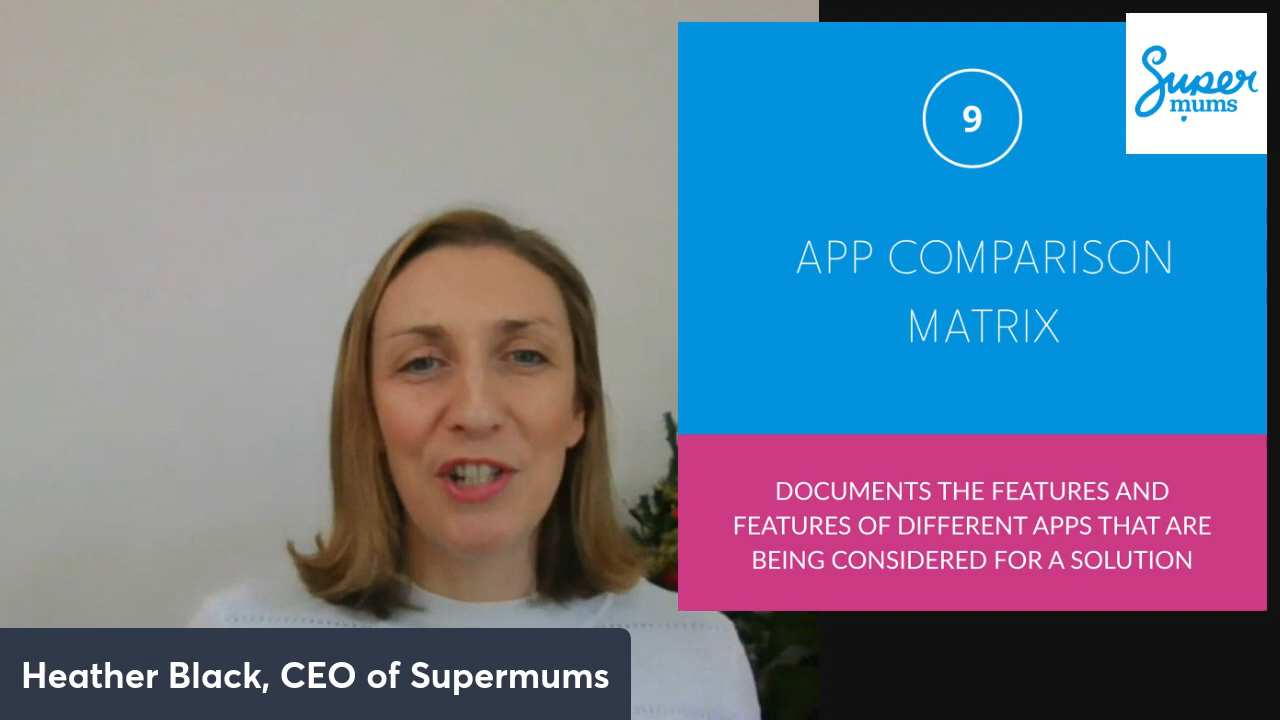 Super
mums
9
APP COMPARISON
MATRIX
DOCUMENTS THE FEATURES AND
FEATURES OF DIFFERENT APPS THAT ARE
BEING CONSIDERED FOR A SOLUTION
Heather Black, CEO of Supermums